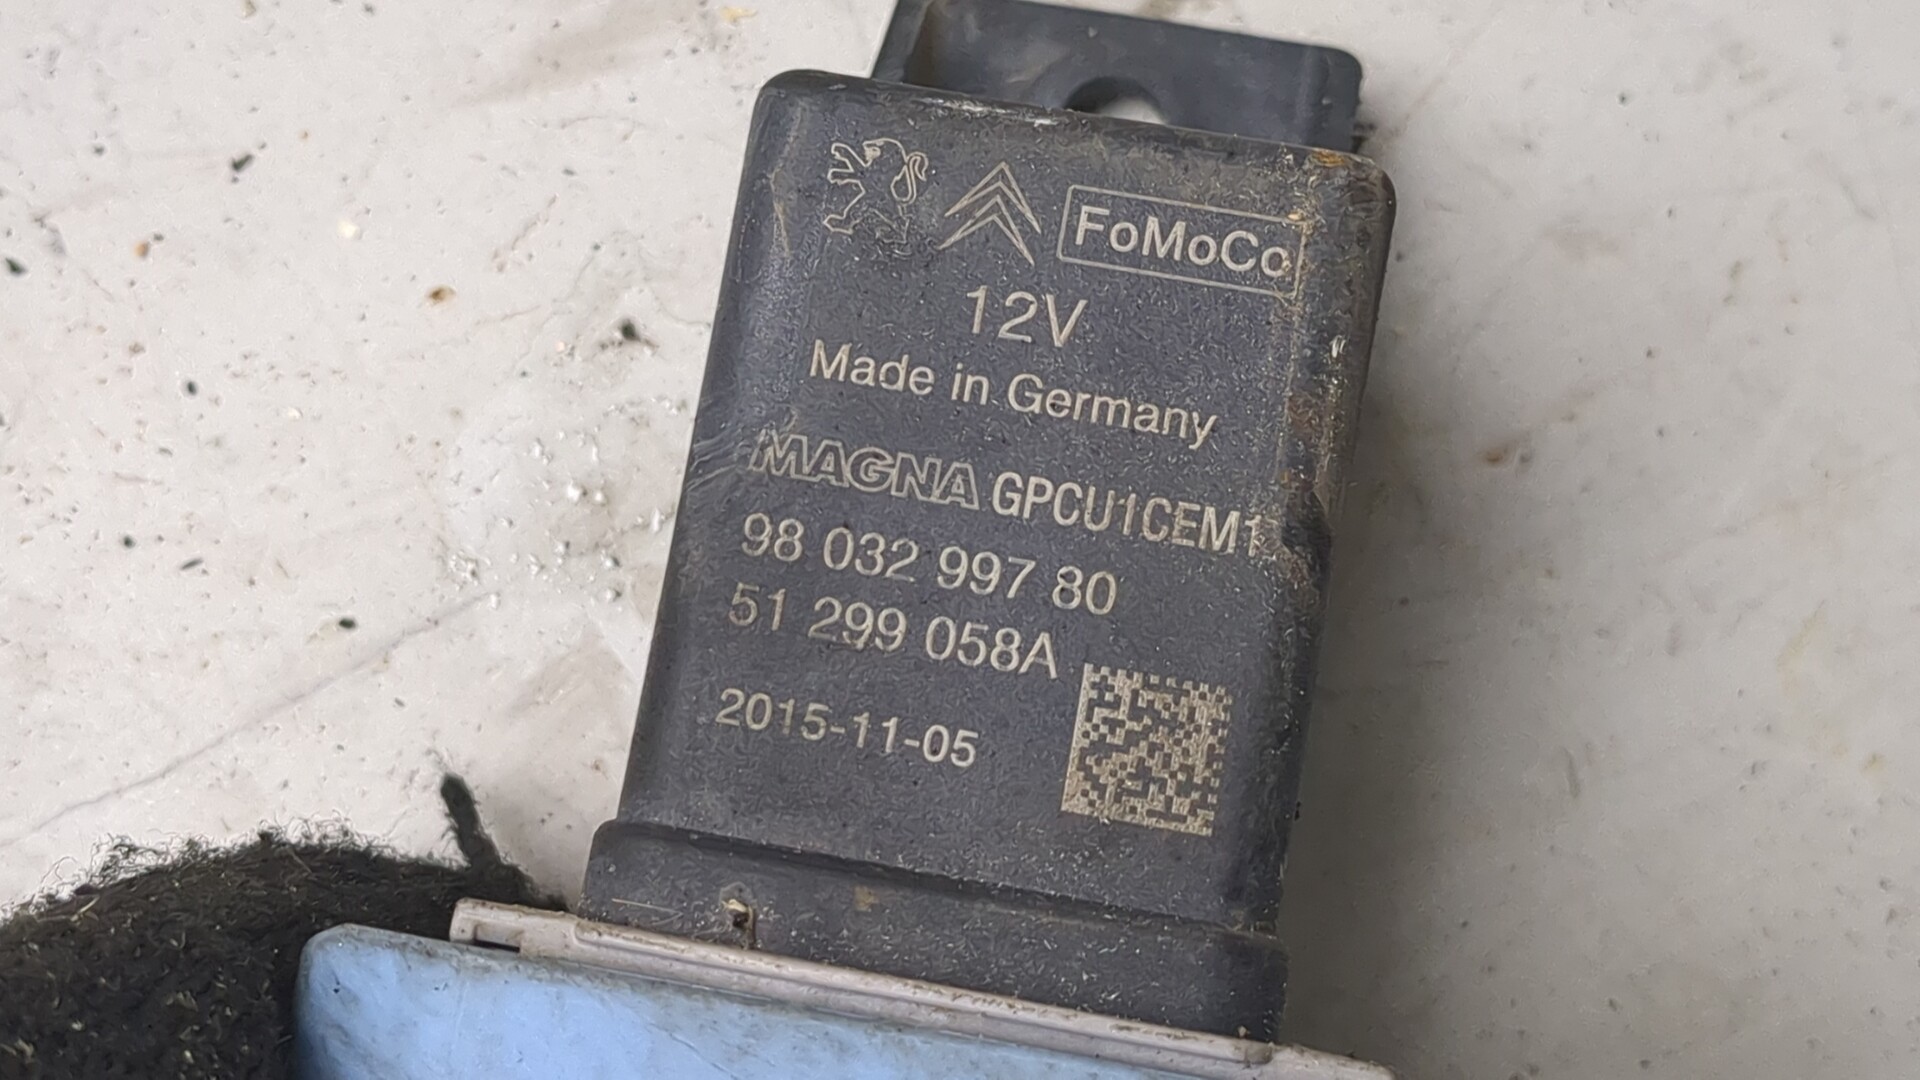 FoMoCo
12V
Made in Germany
MAGNA GPCU1CEM1
98 032 997 80
51 299 058A
2015-11-05